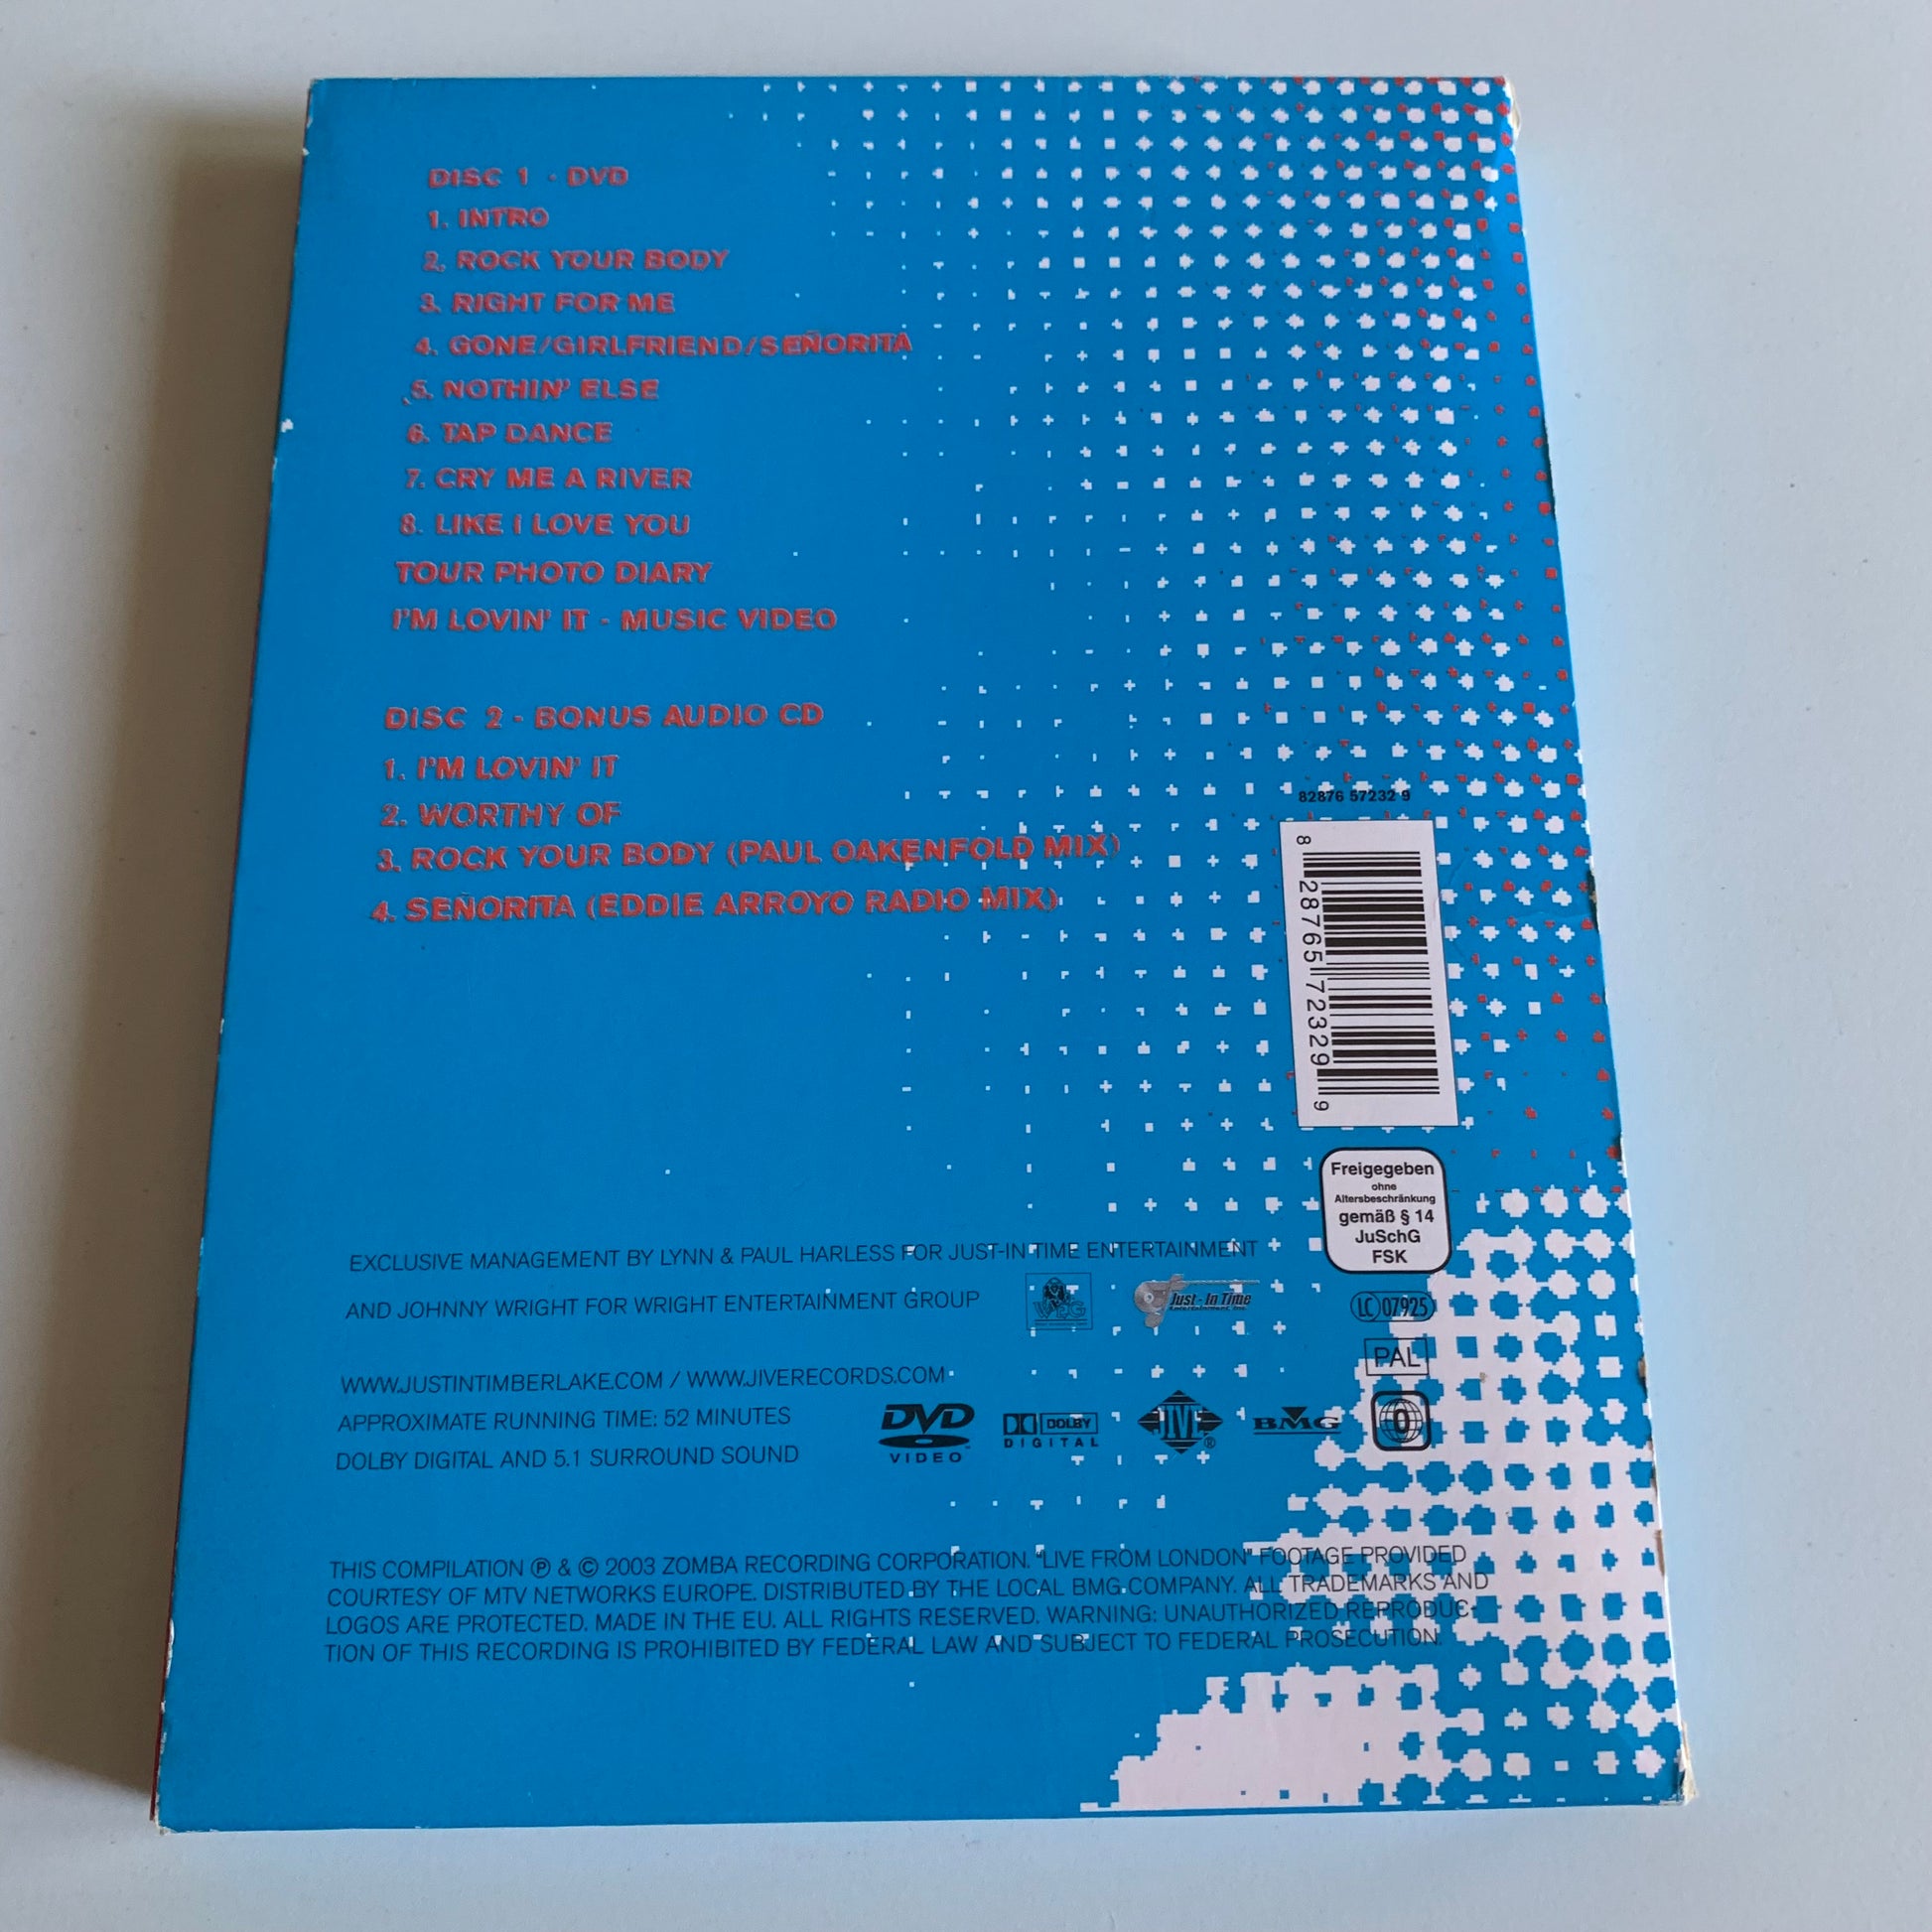 DISC 1 - DVD
1. INTRO
2. ROCK YOUR BODY
3. RIGHT FOR ME
4. GONE/GIRLFRIEND/SEÑORITA
5. NOTHIN' ELSE
6. TAP DANCE
7. CRY ME A RIVER
8. LIKE I LOVE YOU
TOUR PHOTO DIARY
I'M LOVIN' IT - MUSIC VIDEO
DISC 2 - BONUS AUDIO CD
1. I'M LOVIN' IT
2. WORTHY OF
3. ROCK YOUR BODY (PAUL OAKENFOLD MIX)
4. SEÑORITA (EDDIE ARROYO RADIO MIX)
82876 57232 9
8 28765 72329 9
Freigegeben
ohne
Altersbeschränkung
gemäß § 14
JuSchG
FSK
EXCLUSIVE MANAGEMENT BY LYNN & PAUL HARLESS FOR JUST-IN TIME ENTERTAINMENT
AND JOHNNY WRIGHT FOR WRIGHT ENTERTAINMENT GROUP
WEG
Just-In Time
LC 07925
PAL
WWW.JUSTINTIMBERLAKE.COM / WWW.JIVERECORDS.COM
APPROXIMATE RUNNING TIME: 52 MINUTES
DOLBY DIGITAL AND 5.1 SURROUND SOUND
DVD
VIDEO
DOLBY
DIGITAL
JIVE ®
BMG
0
THIS COMPILATION ℗ & © 2003 ZOMBA RECORDING CORPORATION. "LIVE FROM LONDON" FOOTAGE PROVIDED
COURTESY OF MTV NETWORKS EUROPE. DISTRIBUTED BY THE LOCAL BMG COMPANY. ALL TRADEMARKS AND
LOGOS ARE PROTECTED. MADE IN THE EU. ALL RIGHTS RESERVED. WARNING: UNAUTHORIZED REPRODUC-
TION OF THIS RECORDING IS PROHIBITED BY FEDERAL LAW AND SUBJECT TO FEDERAL PROSECUTION.